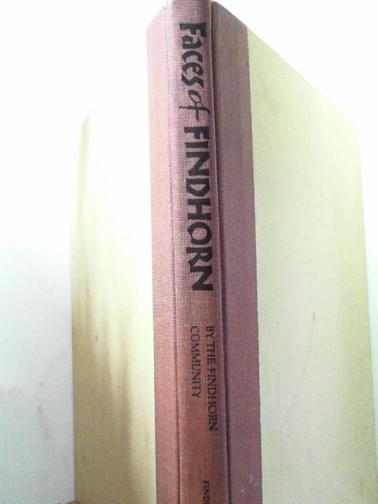 Faces of FINDHORN
BY THE FINDHORN
COMMUNITY